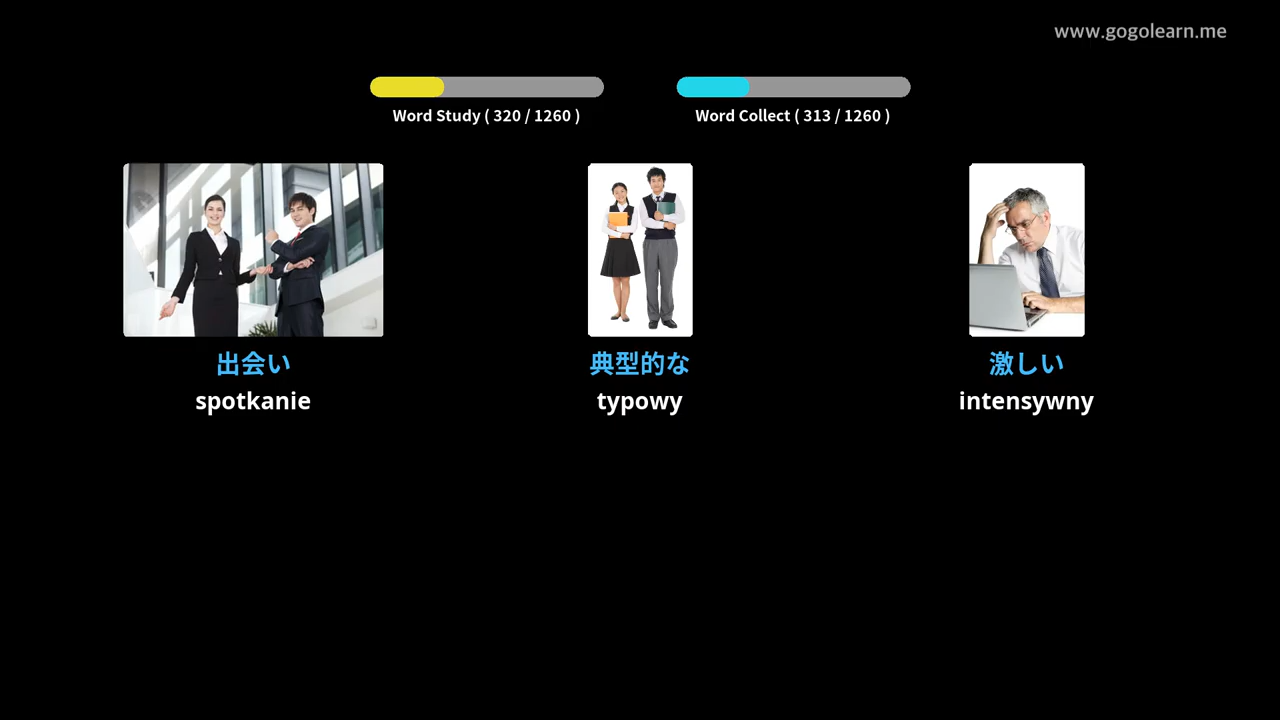 www.gogolearn.me
Word Study ( 320 / 1260 )
Word Collect ( 313 / 1260 )
出会い
典型的な
激しい
spotkanie
typowy
intensywny